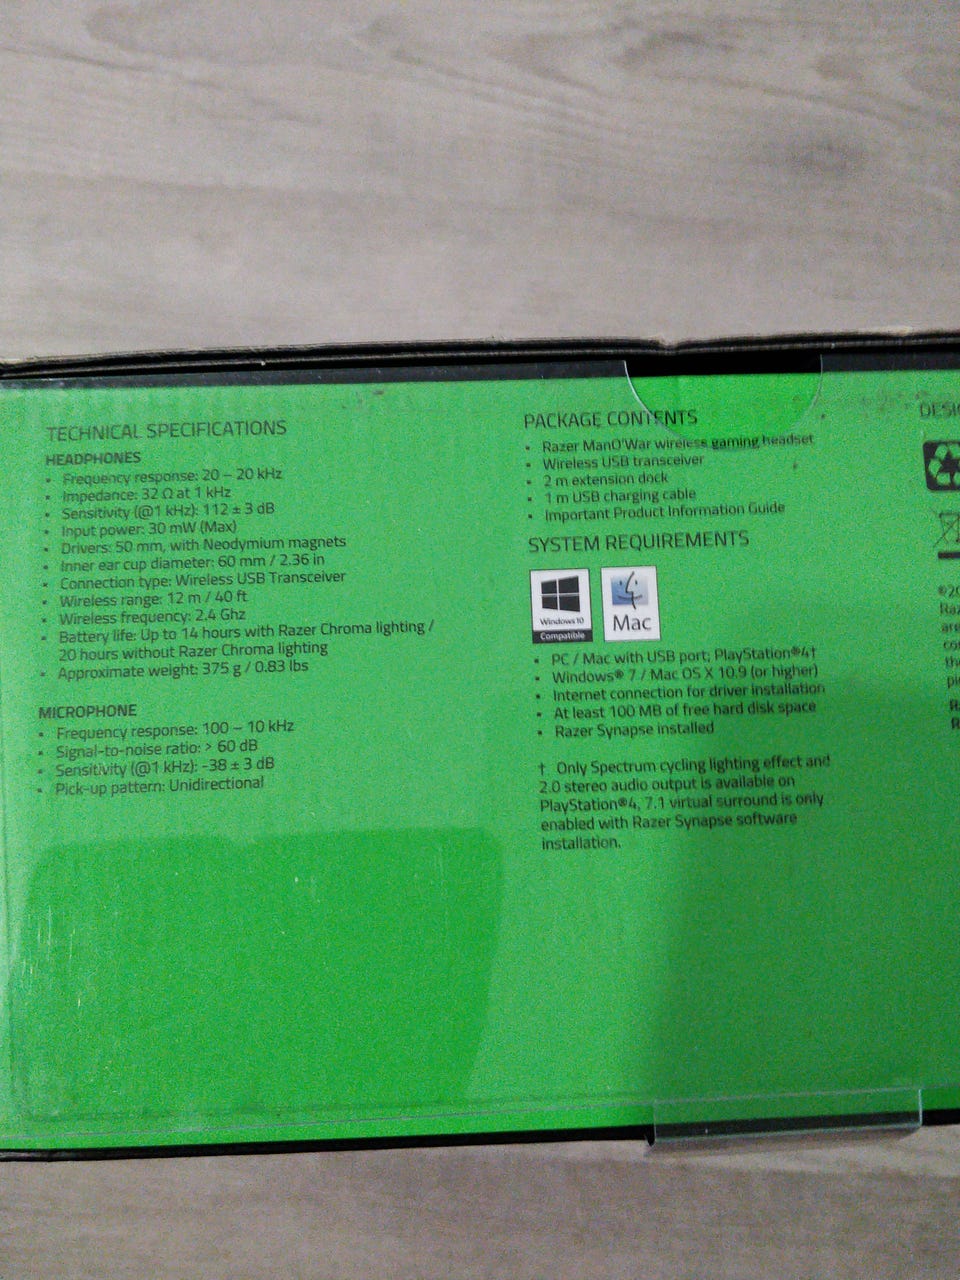 TECHNICAL SPECIFICATIONS
HEADPHONES
• Frequency response: 20 – 20 kHz
• Impedance: 32 Ω at 1 kHz
• Sensitivity (@1 kHz): 112 ± 3 dB
• Input power: 30 mW (Max)
• Drivers: 50 mm, with Neodymium magnets
• Inner ear cup diameter: 60 mm / 2.36 in
• Connection type: Wireless USB Transceiver
• Wireless range: 12 m / 40 ft
• Wireless frequency: 2.4 Ghz
• Battery life: Up to 14 hours with Razer Chroma lighting /
20 hours without Razer Chroma lighting
• Approximate weight: 375 g / 0.83 lbs
MICROPHONE
• Frequency response: 100 – 10 kHz
• Signal-to-noise ratio: > 60 dB
• Sensitivity (@1 kHz): -38 ± 3 dB
• Pick-up pattern: Unidirectional
PACKAGE CONTENTS
• Razer ManO'War wireless gaming headset
• Wireless USB transceiver
• 2 m extension dock
• 1 m USB charging cable
• Important Product Information Guide
SYSTEM REQUIREMENTS
Windows 10
Compatible
Mac
• PC / Mac with USB port; PlayStation®4†
• Windows® 7 / Mac OS X 10.9 (or higher)
• Internet connection for driver installation
• At least 100 MB of free hard disk space
• Razer Synapse installed
† Only Spectrum cycling lighting effect and
2.0 stereo audio output is available on
PlayStation®4, 7.1 virtual surround is only
enabled with Razer Synapse software
installation.